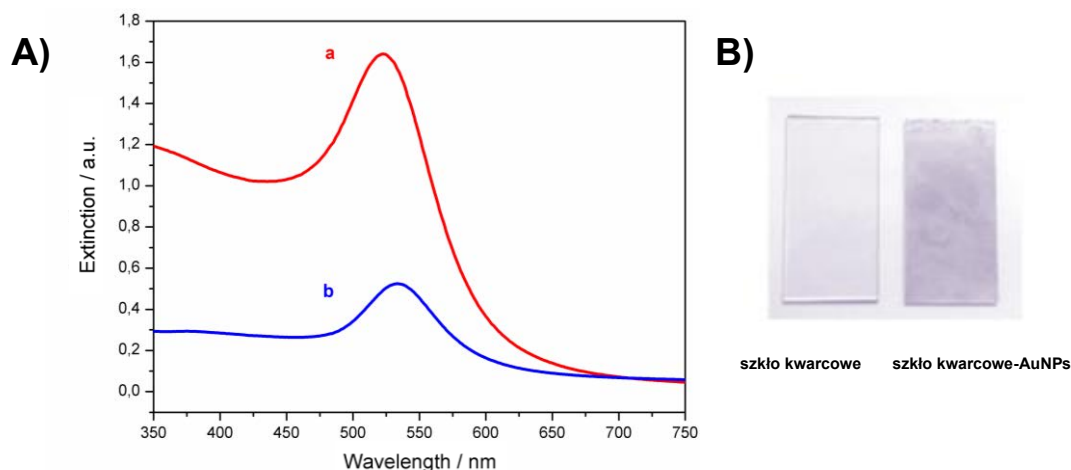 A)
B)
1,8
1,6
1,4
1,2
1,0
0,8
0,6
0,4
0,2
0,0
Extinction / a.u.
a
b
350 400 450 500 550 600 650 700 750
Wavelength / nm
szkło kwarcowe szkło kwarcowe-AuNPs